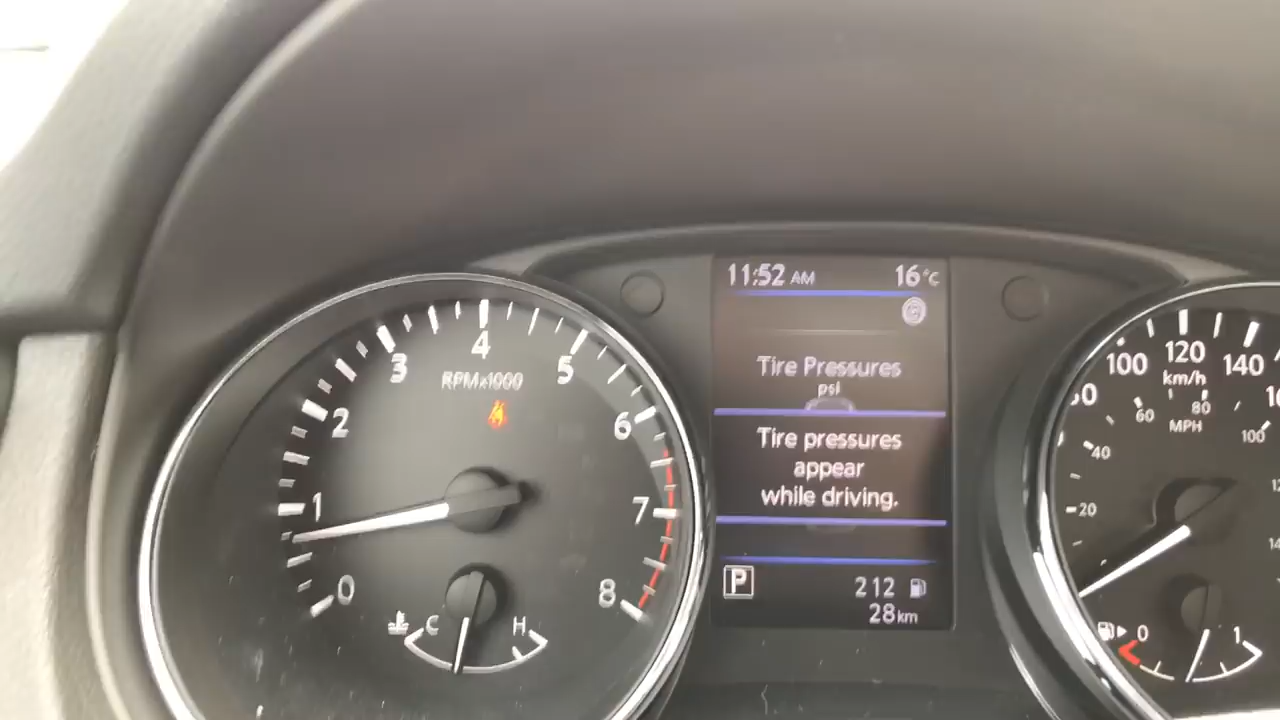 11:52 AM 16°C
Tire Pressures
psi
Tire pressures
appear
while driving.
P 212
28km
0 1 2 3 4 5 6 7 8
RPMx1000
C H
20 40 60 80 100
100 120 140
km/h
MPH
0 1